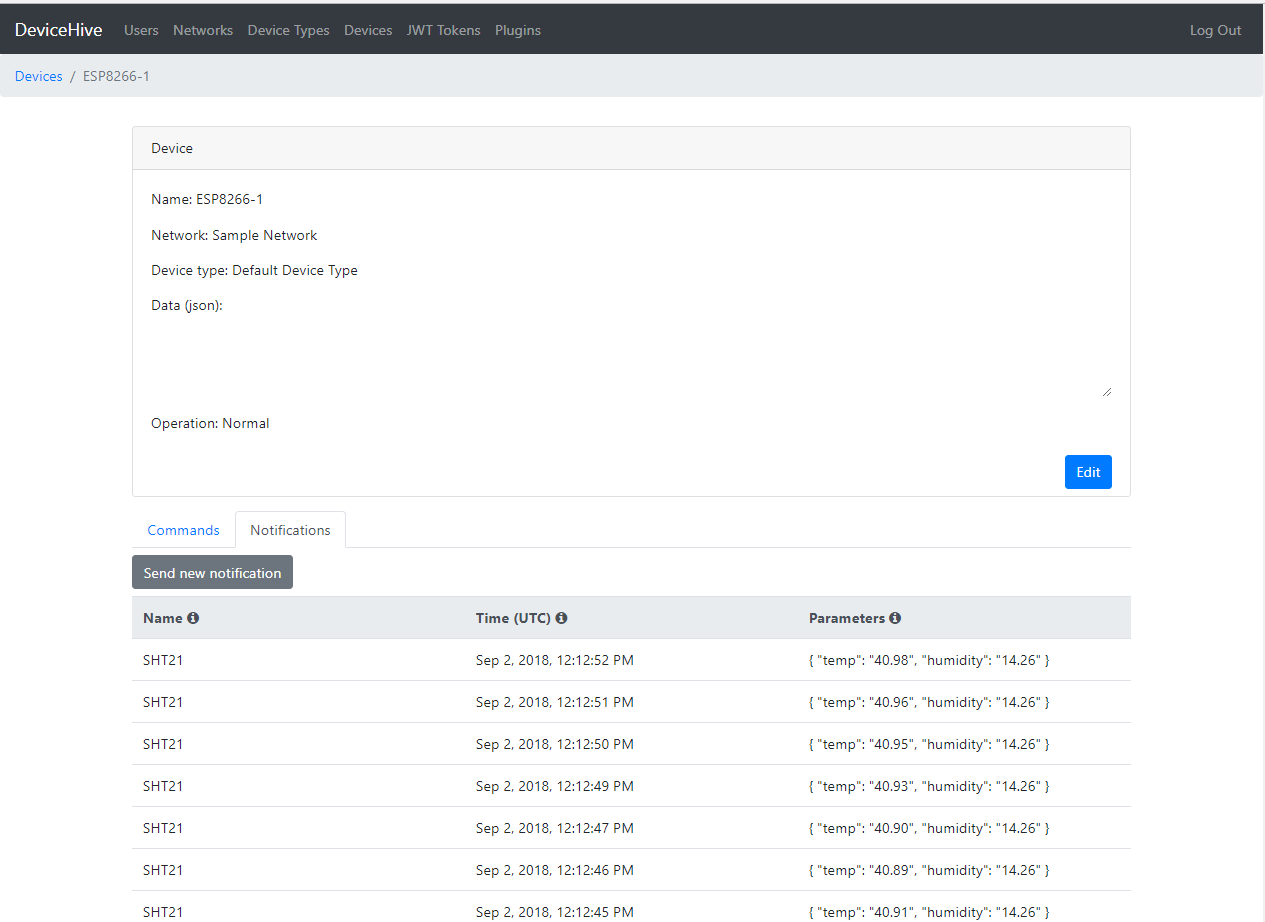 DeviceHive Users Networks Device Types Devices JWT Tokens Plugins Log Out
Devices / ESP8266-1
Device
Name: ESP8266-1
Network: Sample Network
Device type: Default Device Type
Data (json):
Operation: Normal
Edit
Commands Notifications
Send new notification
Name Time (UTC) Parameters
SHT21 Sep 2, 2018, 12:12:52 PM { "temp": "40.98", "humidity": "14.26" }
SHT21 Sep 2, 2018, 12:12:51 PM { "temp": "40.96", "humidity": "14.26" }
SHT21 Sep 2, 2018, 12:12:50 PM { "temp": "40.95", "humidity": "14.26" }
SHT21 Sep 2, 2018, 12:12:49 PM { "temp": "40.93", "humidity": "14.26" }
SHT21 Sep 2, 2018, 12:12:47 PM { "temp": "40.90", "humidity": "14.26" }
SHT21 Sep 2, 2018, 12:12:46 PM { "temp": "40.89", "humidity": "14.26" }
SHT21 Sep 2, 2018, 12:12:45 PM { "temp": "40.91", "humidity": "14.26" }